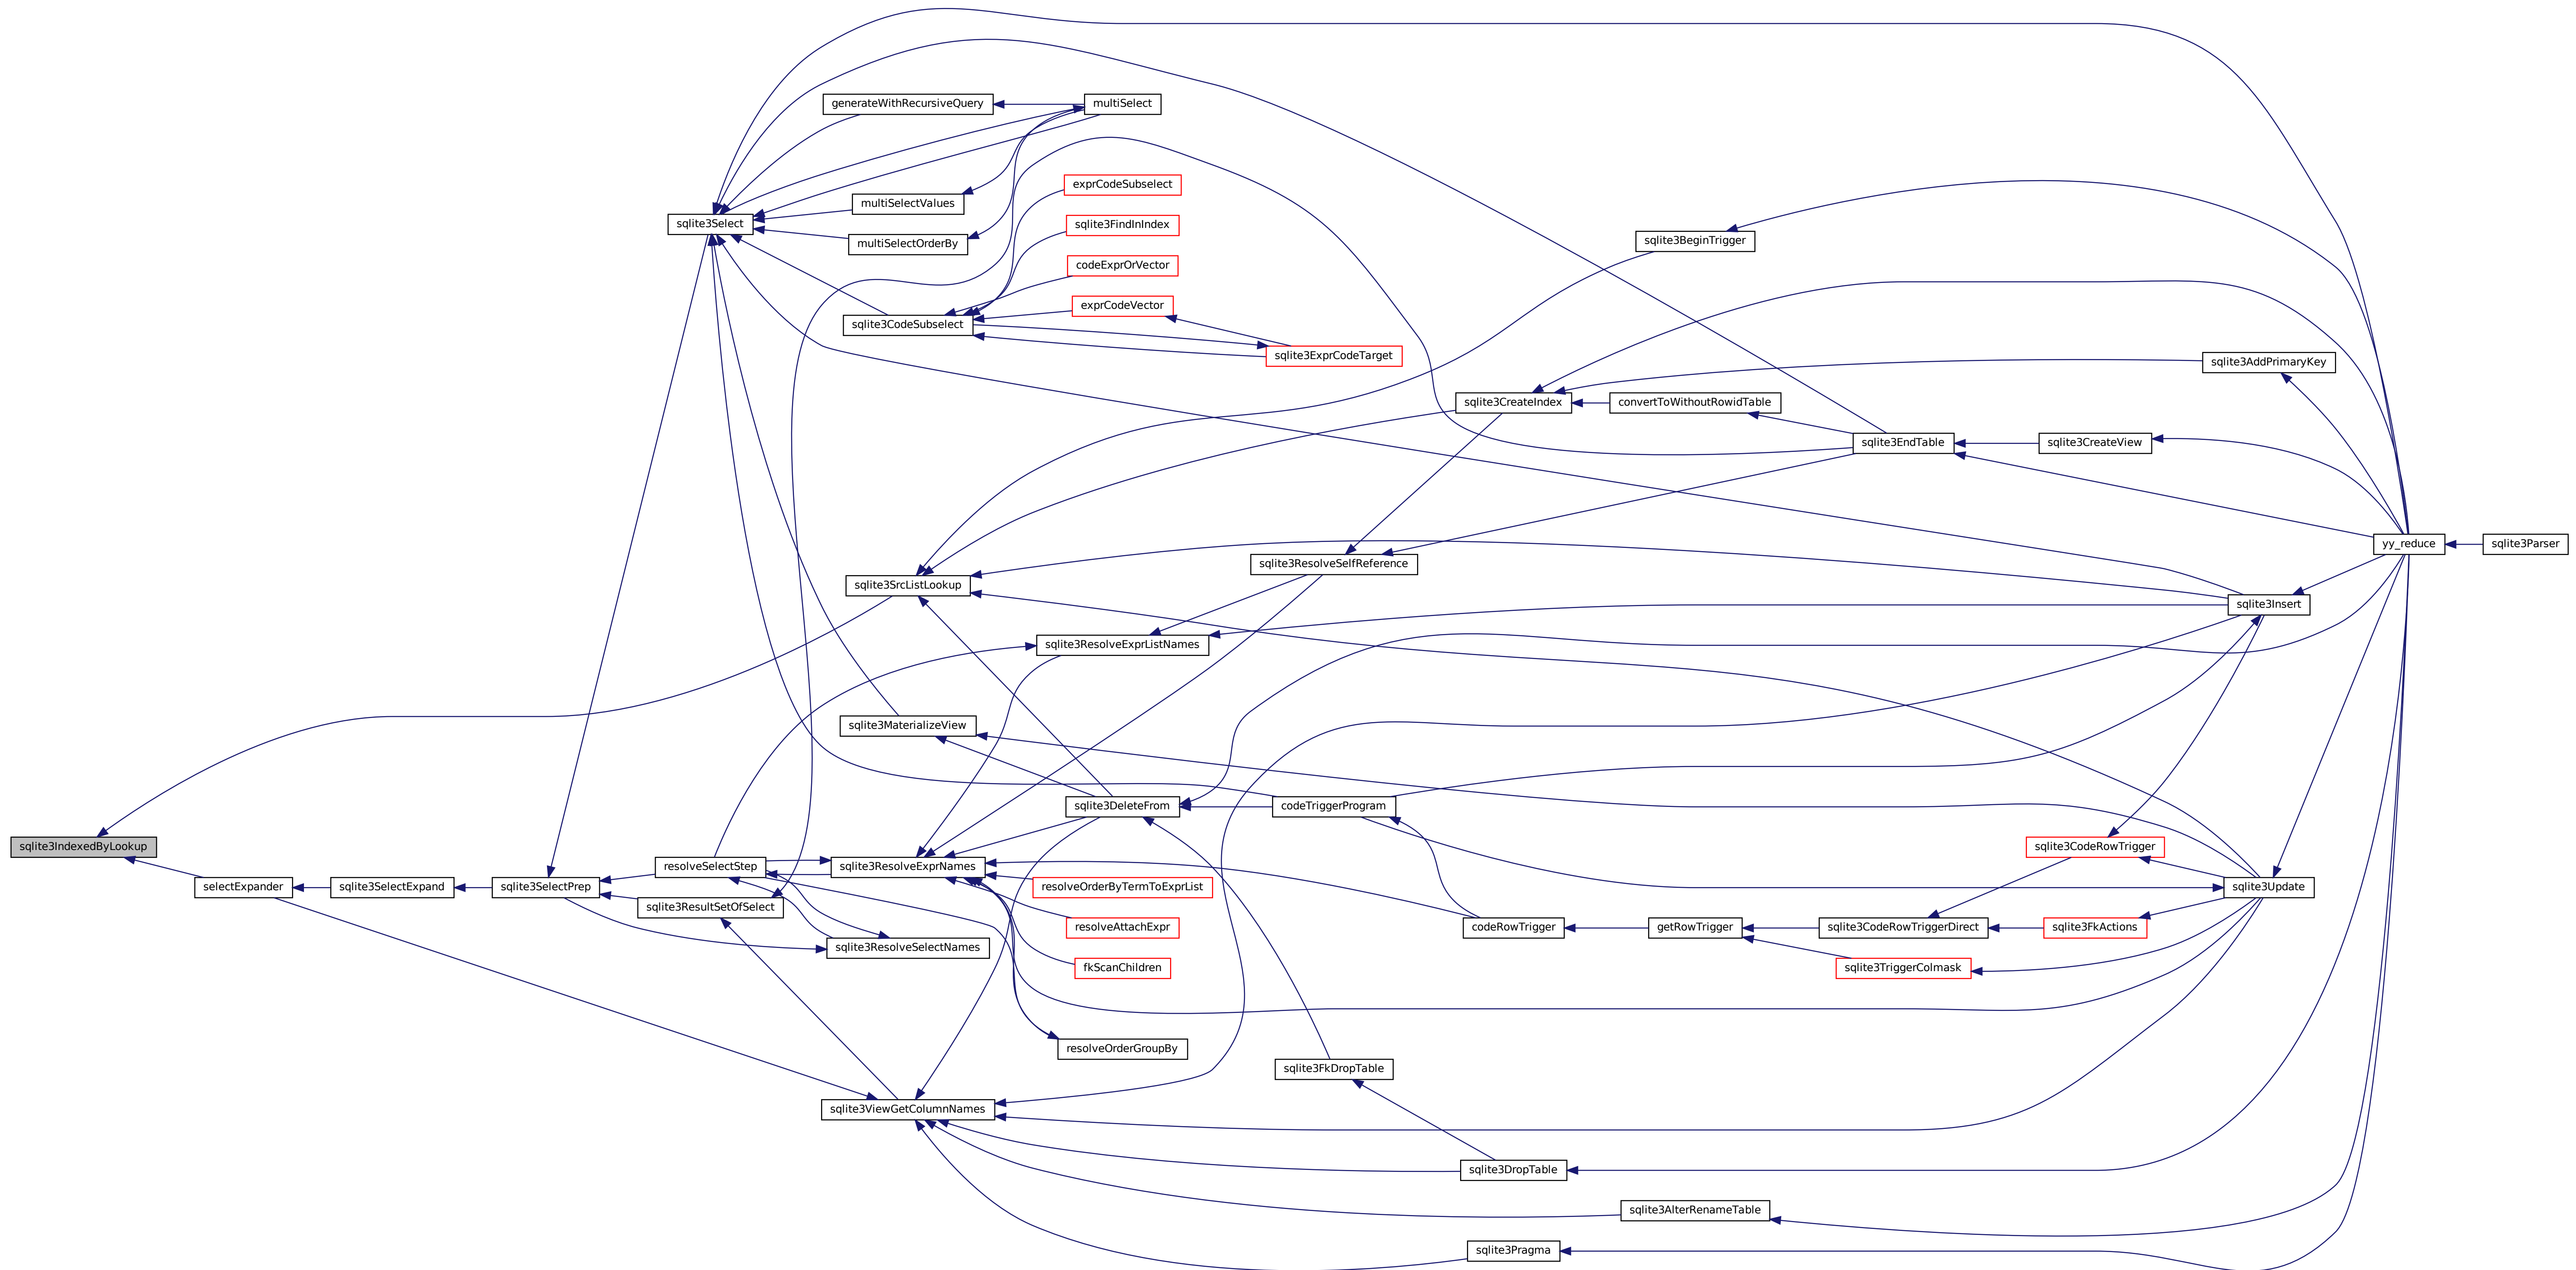 generateWithRecursiveQuery
multiSelect
exprCodeSubselect
multiSelectValues
sqlite3Select
sqlite3FindInIndex
multiSelectOrderBy
sqlite3BeginTrigger
codeExprOrVector
exprCodeVector
sqlite3CodeSubselect
sqlite3ExprCodeTarget
sqlite3AddPrimaryKey
sqlite3CreateIndex
convertToWithoutRowidTable
sqlite3EndTable
sqlite3CreateView
yy_reduce
sqlite3Parser
sqlite3ResolveSelfReference
sqlite3SrcListLookup
sqlite3Insert
sqlite3ResolveExprListNames
sqlite3MaterializeView
sqlite3DeleteFrom
codeTriggerProgram
sqlite3IndexedByLookup
sqlite3CodeRowTrigger
resolveSelectStep
sqlite3ResolveExprNames
selectExpander
sqlite3SelectExpand
sqlite3SelectPrep
resolveOrderByTermToExprList
sqlite3Update
sqlite3ResultSetOfSelect
resolveAttachExpr
codeRowTrigger
getRowTrigger
sqlite3CodeRowTriggerDirect
sqlite3FkActions
sqlite3ResolveSelectNames
fkScanChildren
sqlite3TriggerColmask
resolveOrderGroupBy
sqlite3FkDropTable
sqlite3ViewGetColumnNames
sqlite3DropTable
sqlite3AlterRenameTable
sqlite3Pragma